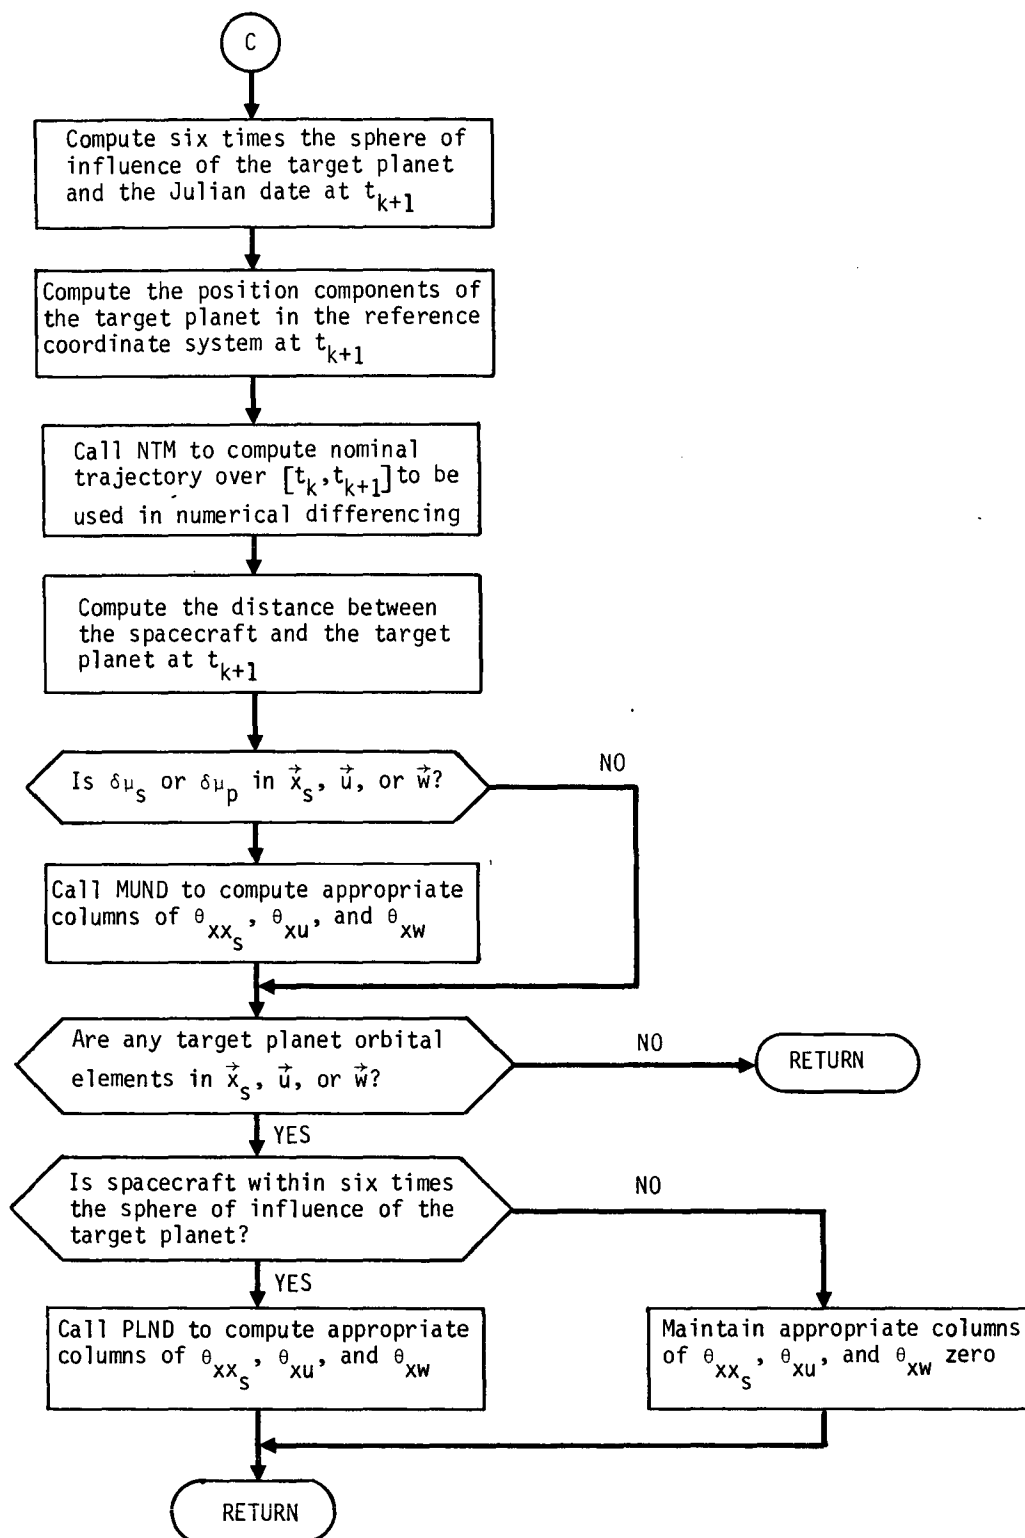 C
Compute six times the sphere of
influence of the target planet
and the Julian date at t_{k+1}
Compute the position components of
the target planet in the reference
coordinate system at t_{k+1}
Call NTM to compute nominal
trajectory over [t_k,t_{k+1}] to be
used in numerical differencing
Compute the distance between
the spacecraft and the target
planet at t_{k+1}
NO
Is δμ_s or δμ_p in x⃗_s, u⃗, or w⃗?
Call MUND to compute appropriate
columns of θ_{xx_s}, θ_{xu}, and θ_{xw}
Are any target planet orbital
elements in x⃗_s, u⃗, or w⃗?
NO
RETURN
YES
Is spacecraft within six times
the sphere of influence of the
target planet?
NO
YES
Call PLND to compute appropriate
columns of θ_{xx_s}, θ_{xu}, and θ_{xw}
Maintain appropriate columns
of θ_{xx_s}, θ_{xu}, and θ_{xw} zero
RETURN